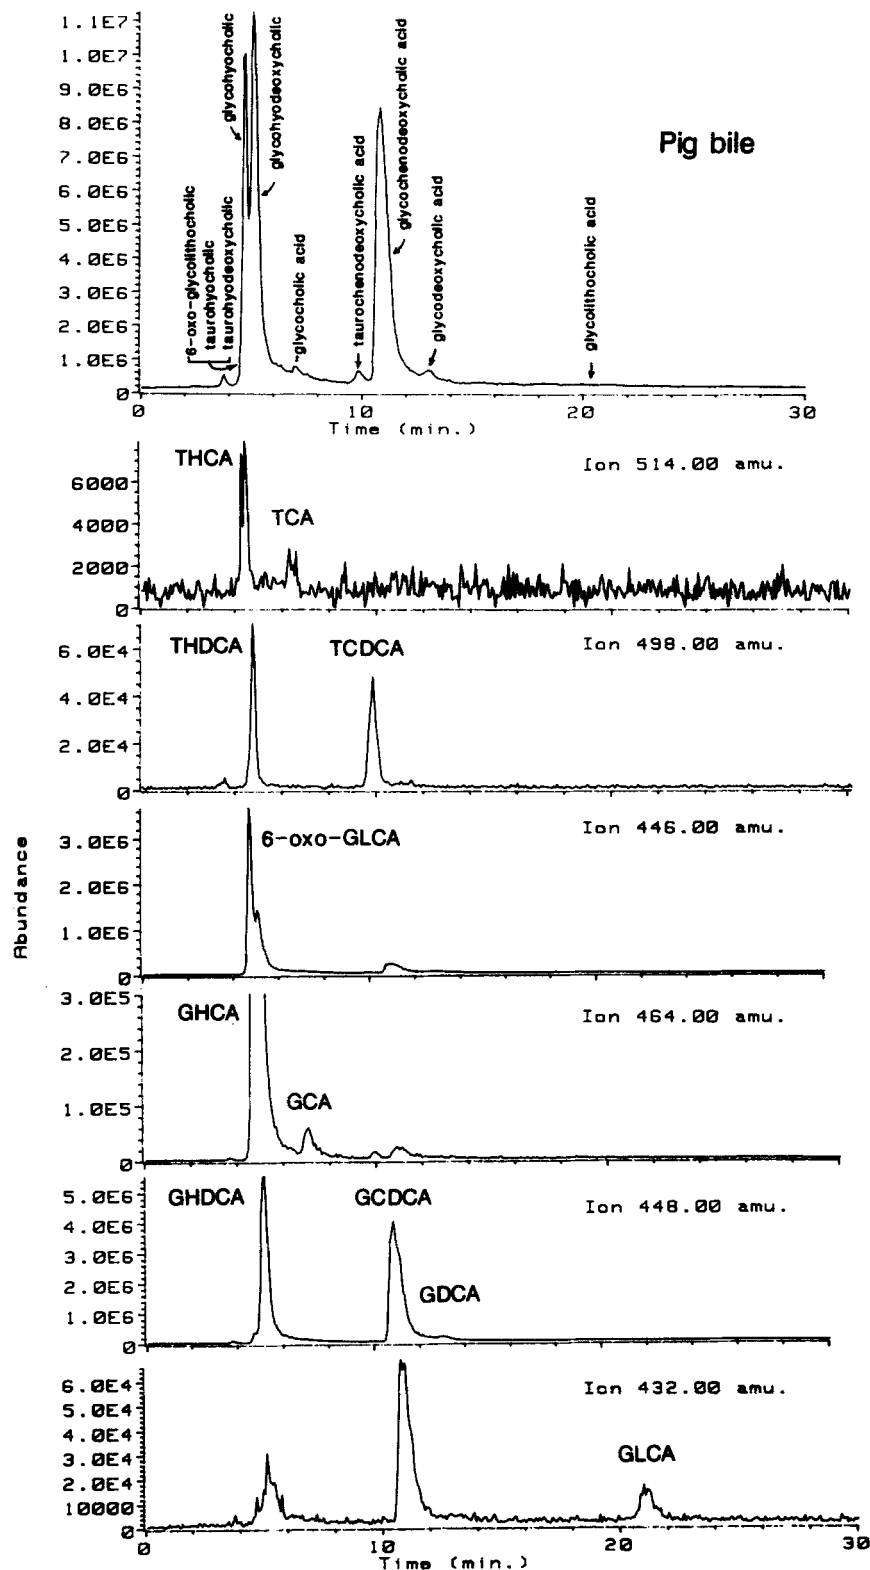 Pig bile
1.1E7
1.0E7
9.0E6
8.0E6
7.0E6
6.0E6
5.0E6
4.0E6
3.0E6
2.0E6
1.0E6
0
6-oxo-glycolithocholic
taurohyocholic
taurohyodeoxycholic
glycohyocholic
glycohyodeoxycholic
glycocholic acid
taurochenodeoxycholic acid
glycochenodeoxycholic acid
glycodeoxycholic acid
glycolithocholic acid
0 10 20 30
Time (min.)
Abundance
Ion 514.00 amu.
THCA
TCA
6000
4000
2000
0
Ion 498.00 amu.
THDCA
TCDCA
6.0E4
4.0E4
2.0E4
0
Ion 446.00 amu.
6-oxo-GLCA
3.0E6
2.0E6
1.0E6
0
Ion 464.00 amu.
GHCA
GCA
3.0E5
2.0E5
1.0E5
0
Ion 448.00 amu.
GHDCA
GCDCA
GDCA
5.0E6
4.0E6
3.0E6
2.0E6
1.0E6
0
Ion 432.00 amu.
GLCA
6.0E4
5.0E4
4.0E4
3.0E4
2.0E4
10000
0
0 10 20 30
Time (min.)